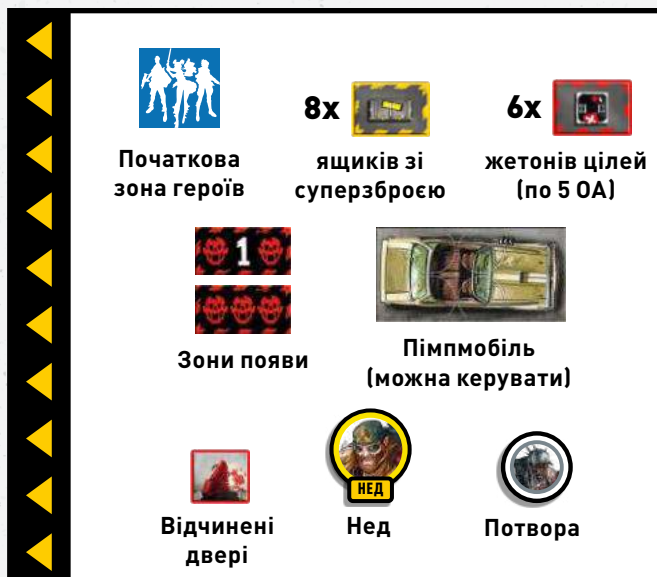 8x
6x
Початкова
зона героїв
ящиків зі
суперзброєю
жетонів цілей
(по 5 ОА)
1
Зони появи
Пімпмобіль
(можна керувати)
НЕД
Відчинені
двері
Нед
Потвора